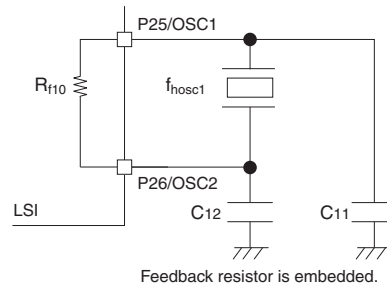 P25/OSC1
Rf10
fhosc1
P26/OSC2
LSI
C12
C11
Feedback resistor is embedded.